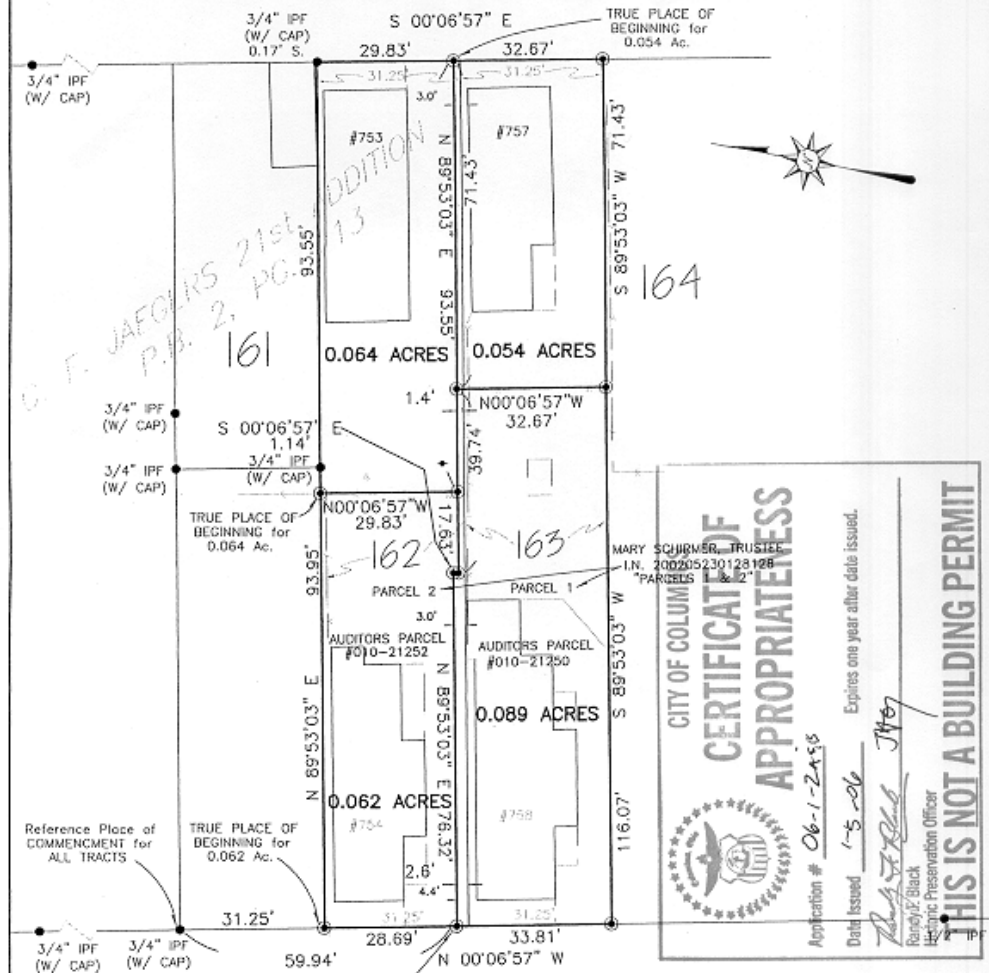 3/4" IPF
(W/ CAP)
0.17' S.
S 00°06'57" E
TRUE PLACE OF
BEGINNING for
0.054 Ac.
29.83'
32.67'
3/4" IPF
(W/ CAP)
31.25'
31.25'
3.0'
#753
#757
N 89°53'03" E 93.55'
71.43'
S 89°53'03" W 71.43'
93.55'
21st ADDITION
P.B. 2, PG. 13
161
164
0.064 ACRES
0.054 ACRES
1.4'
N00°06'57"W
32.67'
3/4" IPF
(W/ CAP)
S 00°06'57" E
1.14'
39.74'
3/4" IPF
(W/ CAP)
3/4" IPF
(W/ CAP)
TRUE PLACE OF
BEGINNING for
0.064 Ac.
N00°06'57"W
29.83'
17.63'
162
163
MARY SCHIRMER, TRUSTEE
I.N. 200205230128128
"PARCELS 1 & 2"
N 89°53'03" E 93.95'
PARCEL 2
PARCEL 1
3.0'
AUDITORS PARCEL
#010-21252
AUDITORS PARCEL
#010-21250
N 89°53'03" E 76.32'
S 89°53'03" W 116.07'
0.089 ACRES
0.062 ACRES
#754
#758
Reference Place of
COMMENCMENT for
ALL TRACTS
TRUE PLACE OF
BEGINNING for
0.062 Ac.
2.6'
4.4'
31.25'
31.25'
31.25'
28.69'
33.81'
3/4" IPF
(W/ CAP)
3/4" IPF
(W/ CAP)
59.94'
N 00°06'57" W
1/2" IPF
CITY OF COLUMBUS
CERTIFICATE OF
APPROPRIATENESS
Application #
Date Issued 1-5-06 Expires one year after date issued.
Randy F. Black
Historic Preservation Officer
THIS IS NOT A BUILDING PERMIT